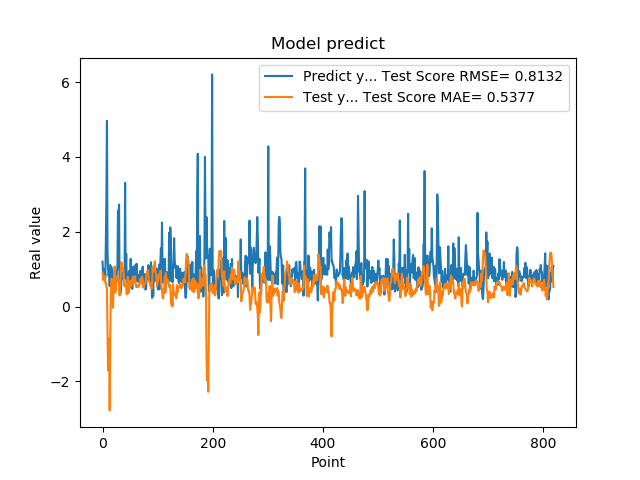 Model predict
Predict y... Test Score RMSE= 0.8132
Test y... Test Score MAE= 0.5377
6
4
2
0
−2
Real value
0 200 400 600 800
Point